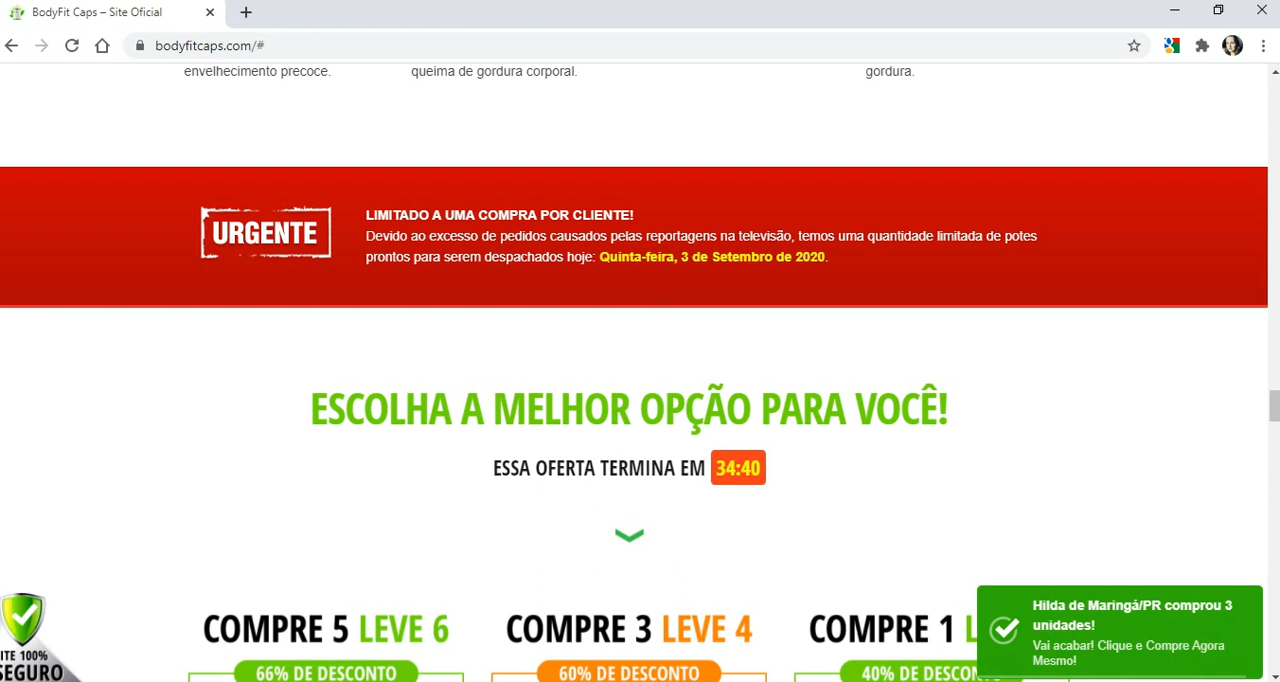 BodyFit Caps – Site Oficial
bodyfitcaps.com/#
envelhecimento precoce.
queima de gordura corporal.
gordura.
URGENTE
LIMITADO A UMA COMPRA POR CLIENTE!
Devido ao excesso de pedidos causados pelas reportagens na televisão, temos uma quantidade limitada de potes
prontos para serem despachados hoje: Quinta-feira, 3 de Setembro de 2020.
ESCOLHA A MELHOR OPÇÃO PARA VOCÊ!
ESSA OFERTA TERMINA EM 34:40
COMPRE 5 LEVE 6
66% DE DESCONTO
COMPRE 3 LEVE 4
60% DE DESCONTO
COMPRE 1
40% DE
Hilda de Maringá/PR comprou 3
unidades!
Vai acabar! Clique e Compre Agora
Mesmo!
100%
SEGURO